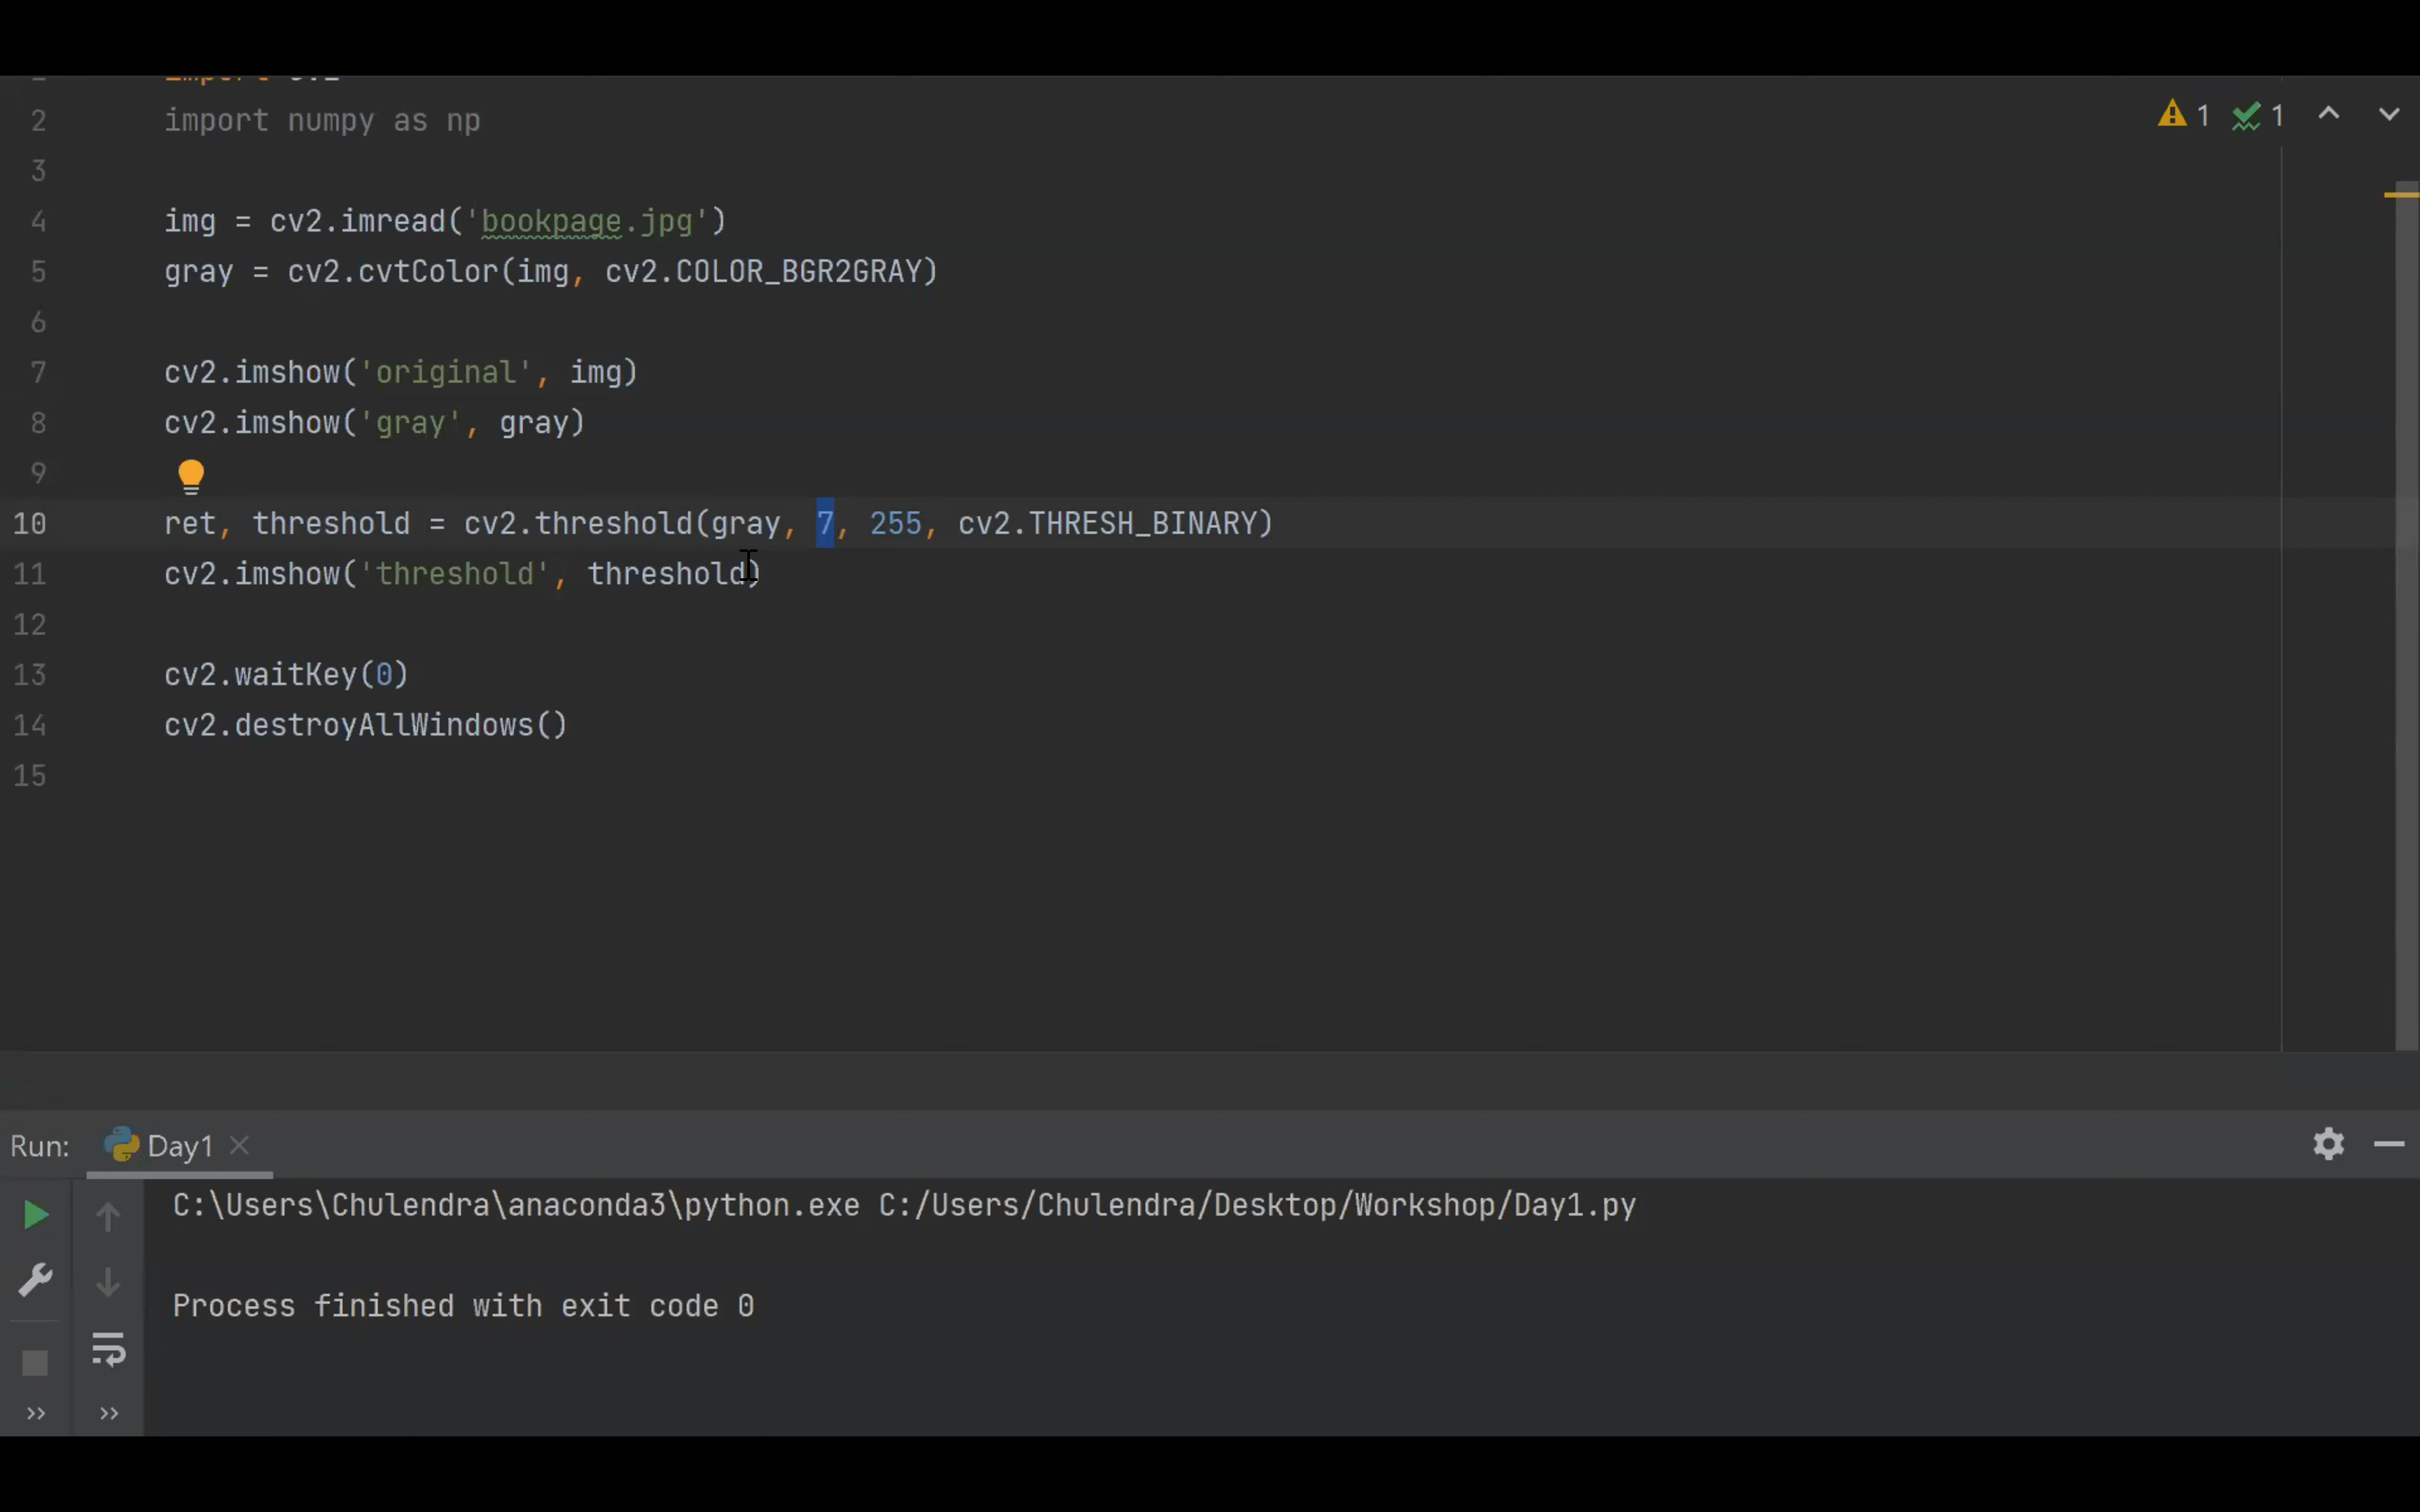 2 import numpy as np
3
4 img = cv2.imread('bookpage.jpg')
5 gray = cv2.cvtColor(img, cv2.COLOR_BGR2GRAY)
6
7 cv2.imshow('original', img)
8 cv2.imshow('gray', gray)
9
10 ret, threshold = cv2.threshold(gray, 7, 255, cv2.THRESH_BINARY)
11 cv2.imshow('threshold', threshold)
12
13 cv2.waitKey(0)
14 cv2.destroyAllWindows()
15
1 1
Run: Day1
C:\Users\Chulendra\anaconda3\python.exe C:/Users/Chulendra/Desktop/Workshop/Day1.py
Process finished with exit code 0